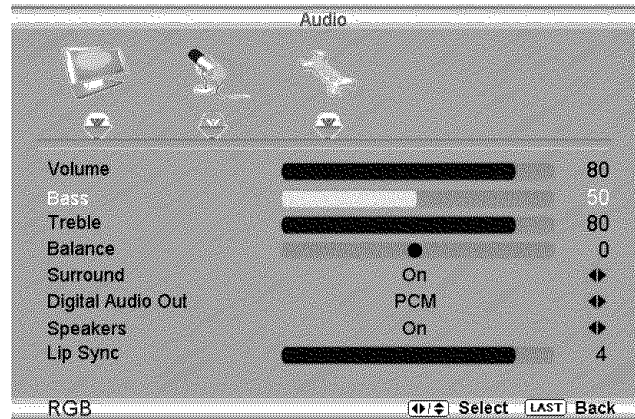 Audio
Volume 80
Bass 50
Treble 80
Balance 0
Surround On
Digital Audio Out PCM
Speakers On
Lip Sync 4
RGB Select LAST Back